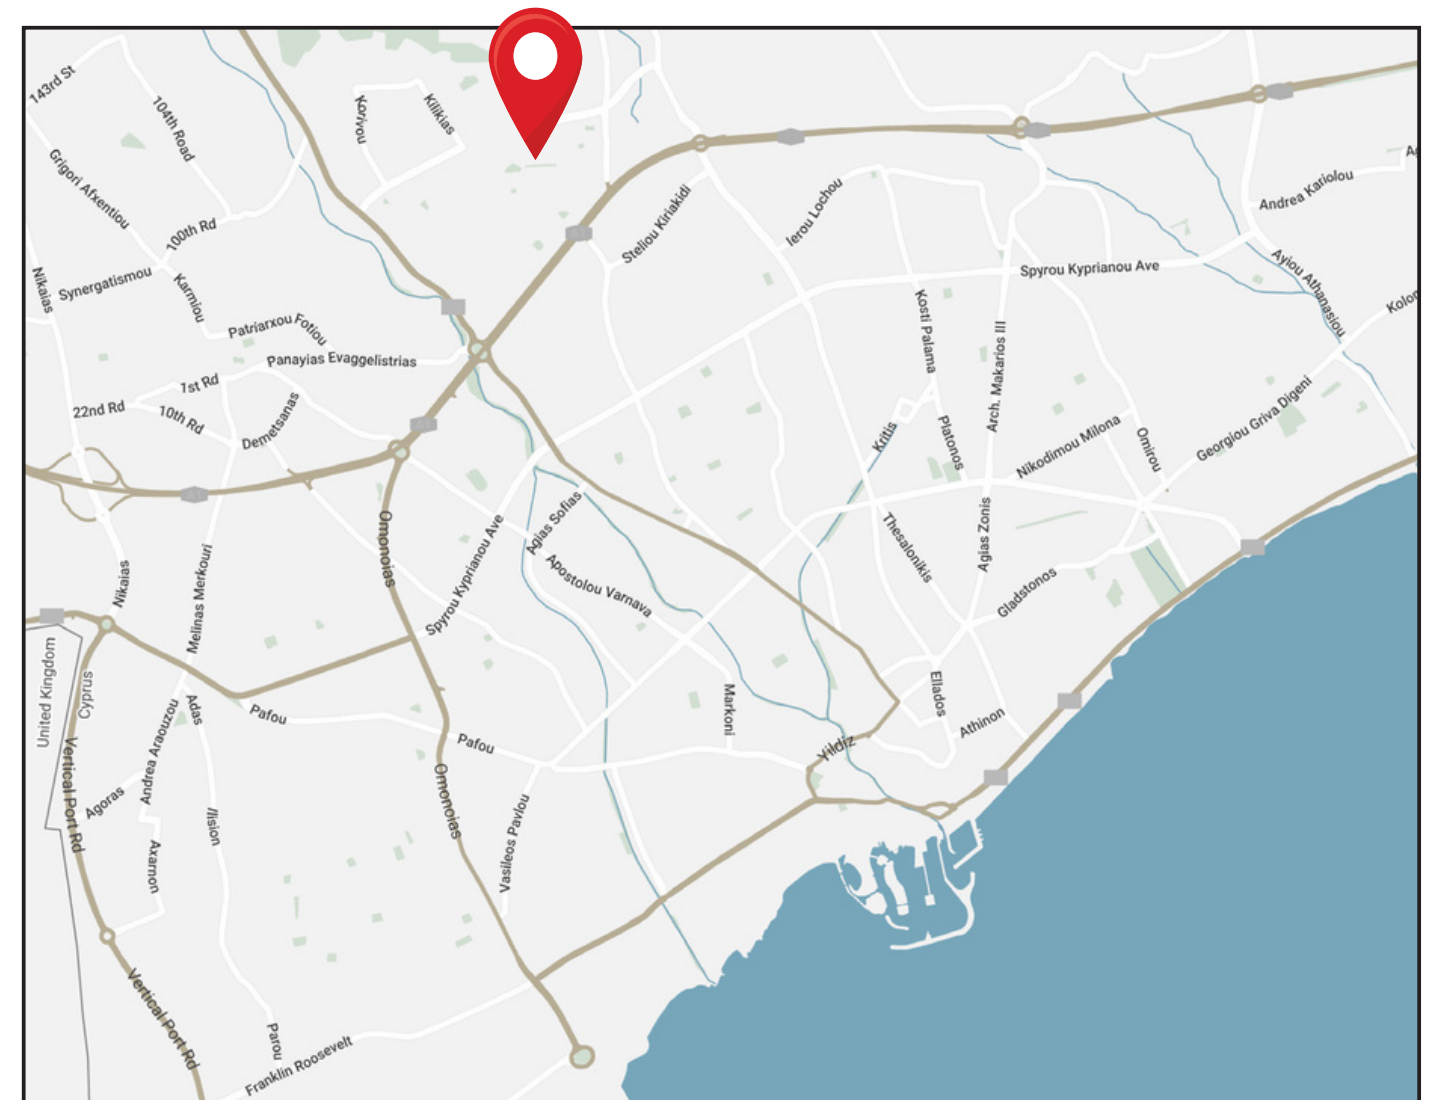 143rd St
104th Road
Korivou
Kilikias
Grigori Afxentiou
100th Rd
Steliou Kiriakidi
Ierou Lochou
Andrea Kariolou
Nikaias
Synergatismou
Karmiou
Spyrou Kyprianou Ave
Ayiou Athanasiou
Patriarxou Fotiou
Panayias Evaggelistrias
Kosti Palama
Arch. Makarios III
1st Rd
22nd Rd
10th Rd
Demetsanas
Kritis
Platonos
Nikodimou Milona
Omirou
Georgiou Griva Digeni
Omonoias
Spyrou Kyprianou Ave
Agias Sofias
Apostolou Varnava
Thesalonikis
Agias Zonis
Gladstonos
Nikaias
Melinas Merkouri
United Kingdom
Cyprus
Adas
Pafou
Pafou
Markoni
Ellados
Athinon
Yildiz
Vertical Port Rd
Andrea Araouzou
Agoras
Ilision
Omonoias
Vasileos Pavlou
Axarnon
Vertical Port Rd
Parou
Franklin Roosevelt